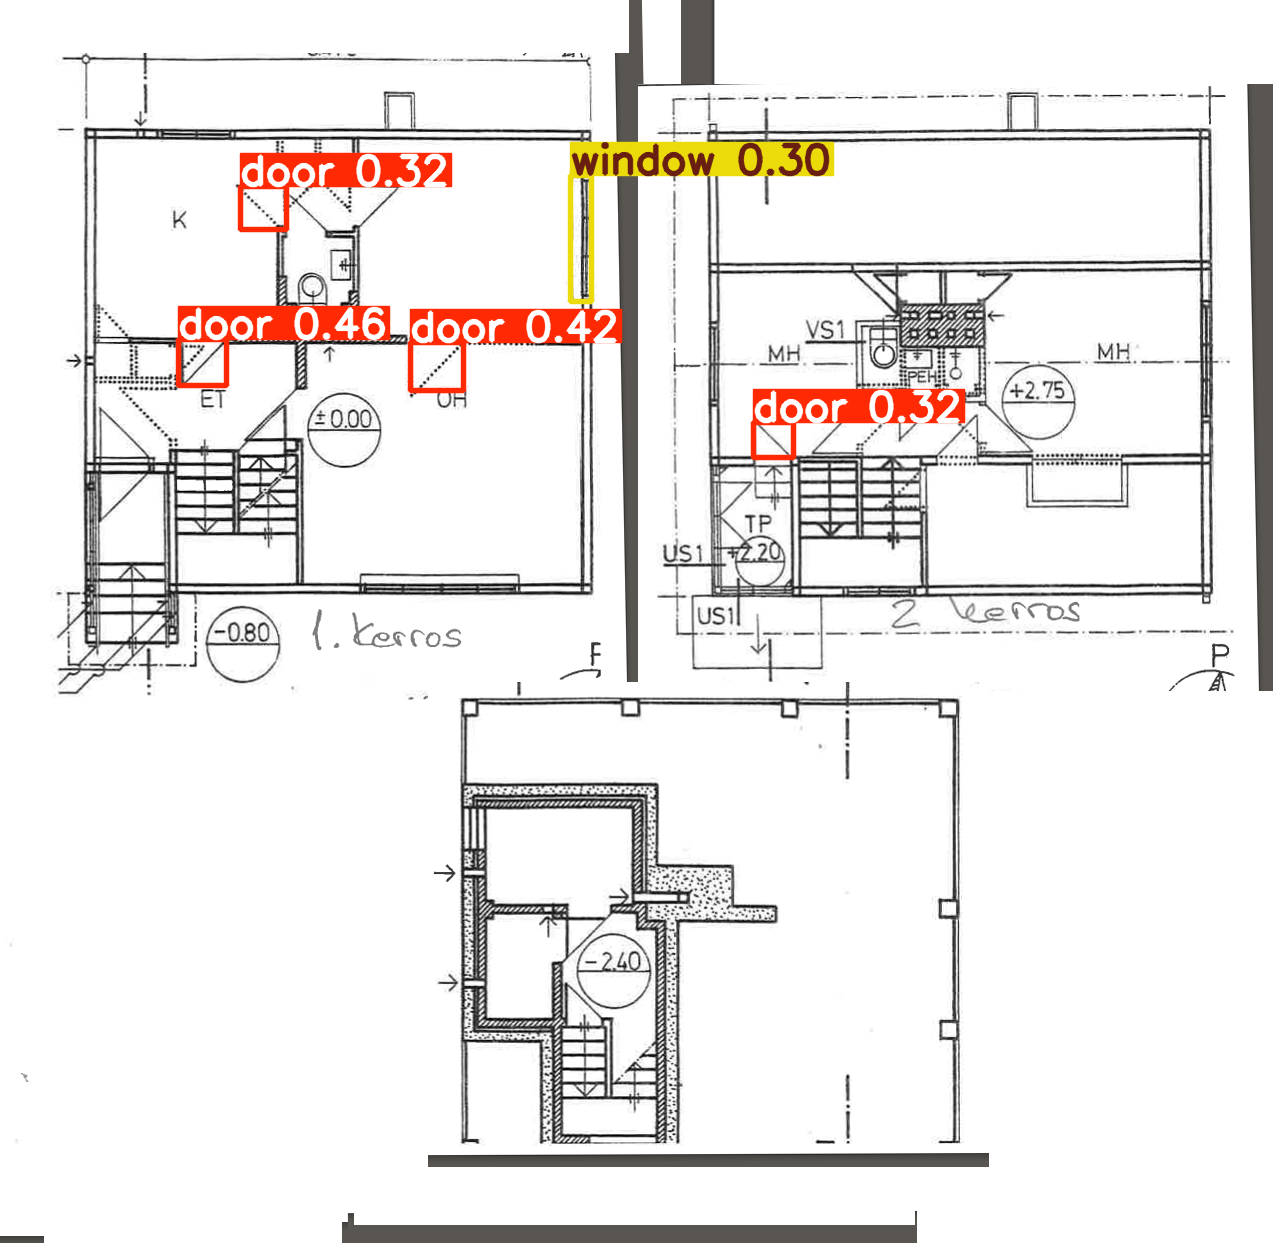 door 0.32
window 0.30
K
door 0.46
door 0.42
ET
OH
± 0.00
-0.80
1. kerros
VS1
MH
MH
PEH
+2.75
door 0.32
TP
US1
+2.20
US1
2 kerros
P
-2.40